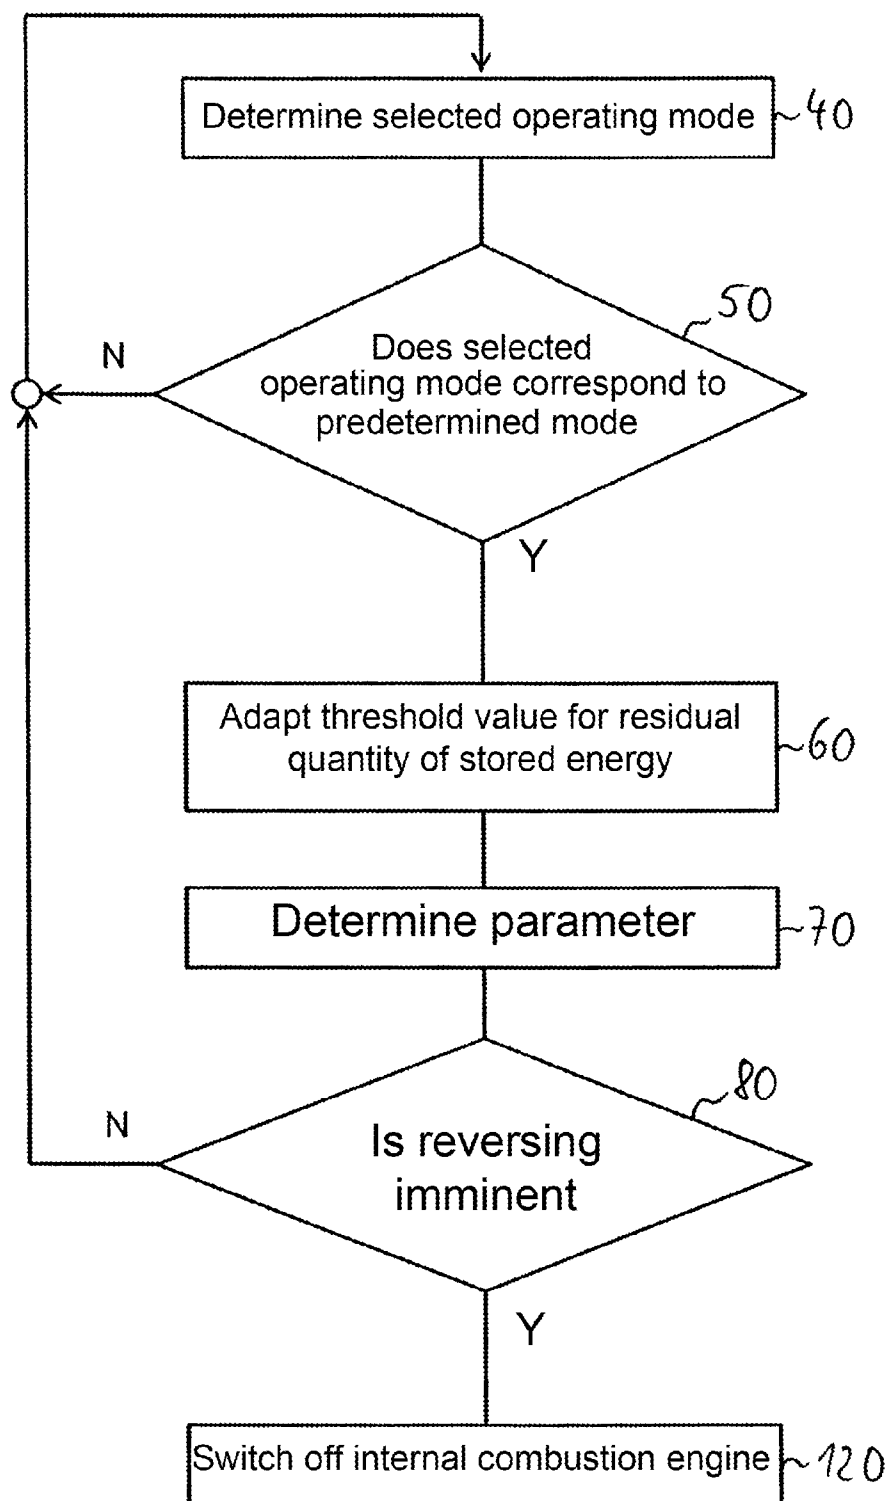 Determine selected operating mode 40
50
Does selected
N
operating mode correspond to
predetermined mode
Y
Adapt threshold value for residual
quantity of stored energy 60
Determine parameter 70
80
N
Is reversing
imminent
Y
Switch off internal combustion engine 120